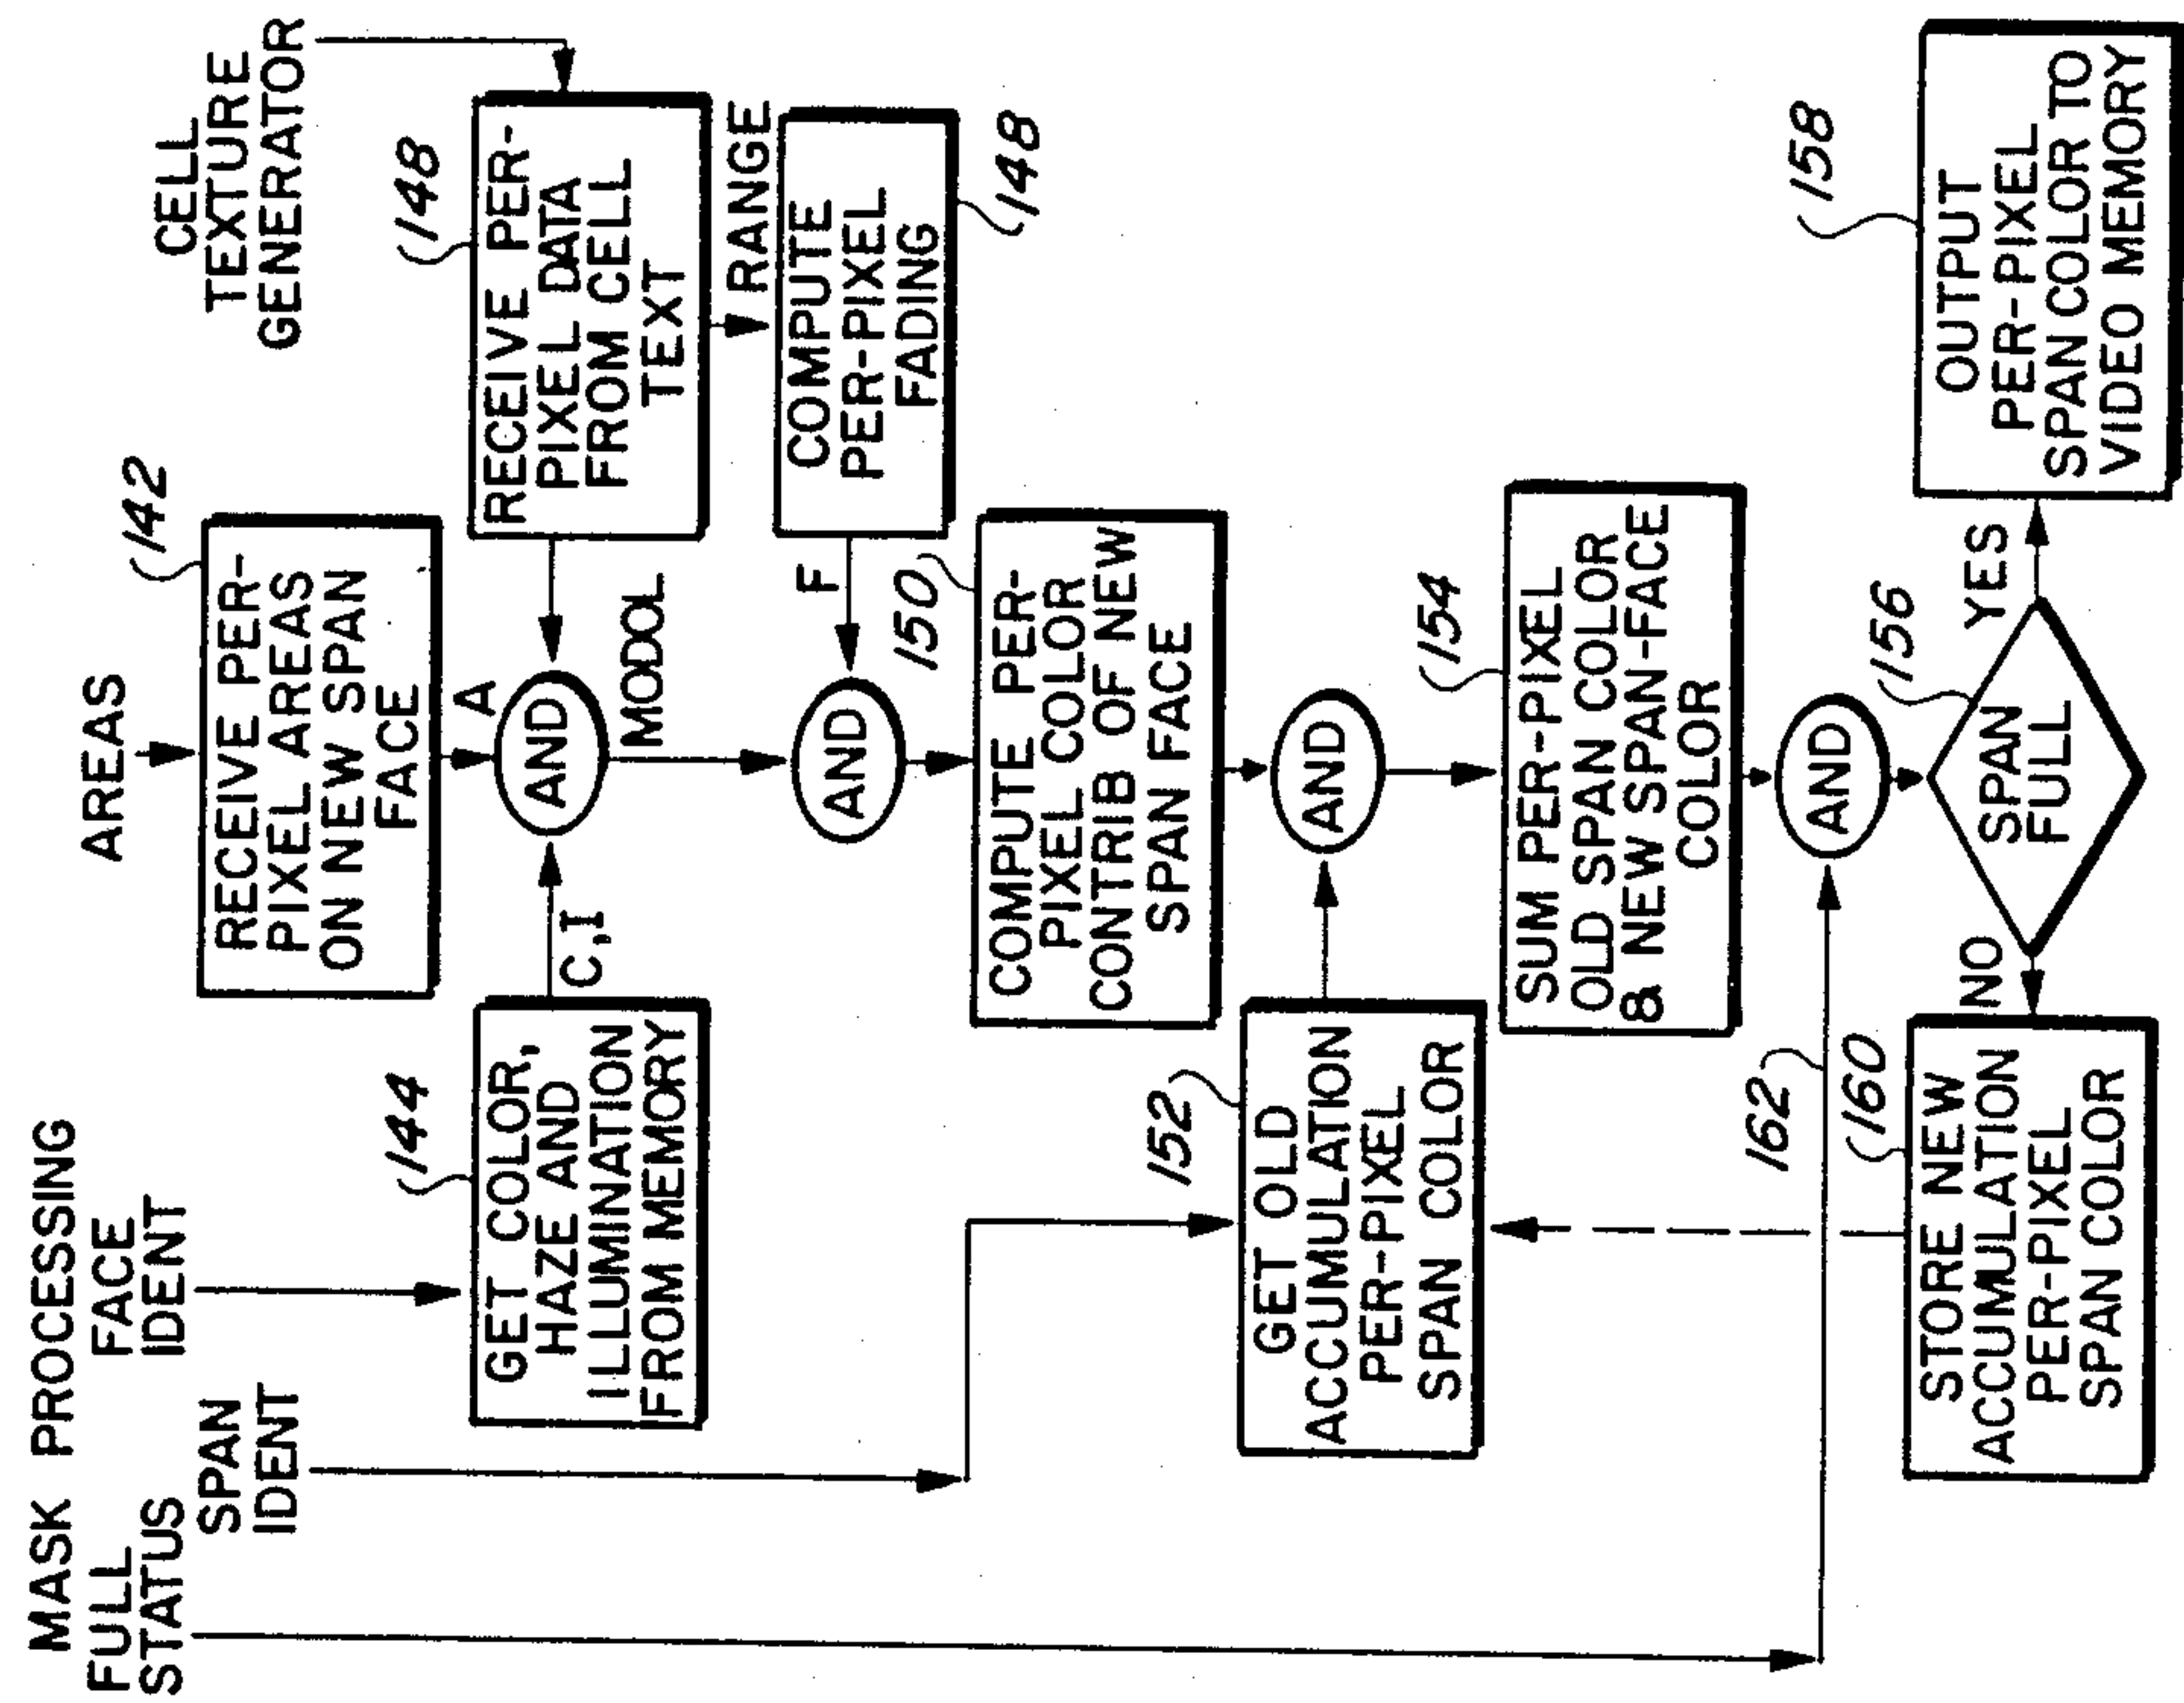 MASK PROCESSING
FULL
STATUS
SPAN
IDENT
FACE
IDENT
AREAS
CELL
TEXTURE
GENERATOR
142
RECEIVE PER-
PIXEL AREAS
ON NEW SPAN
FACE
144
GET COLOR,
HAZE AND
ILLUMINATION
FROM MEMORY
C,I
A
AND
MODOL
148
RECEIVE PER-
PIXEL DATA
FROM CELL
TEXT
RANGE
COMPUTE
PER-PIXEL
FADING
148
F
AND
150
COMPUTE PER-
PIXEL COLOR
CONTRIB OF NEW
SPAN FACE
152
GET OLD
ACCUMULATION
PER-PIXEL
SPAN COLOR
AND
154
SUM PER-PIXEL
OLD SPAN COLOR
& NEW SPAN-FACE
COLOR
162
AND
156
SPAN
FULL
NO
YES
160
STORE NEW
ACCUMULATION
PER-PIXEL
SPAN COLOR
158
OUTPUT
PER-PIXEL
SPAN COLOR TO
VIDEO MEMORY